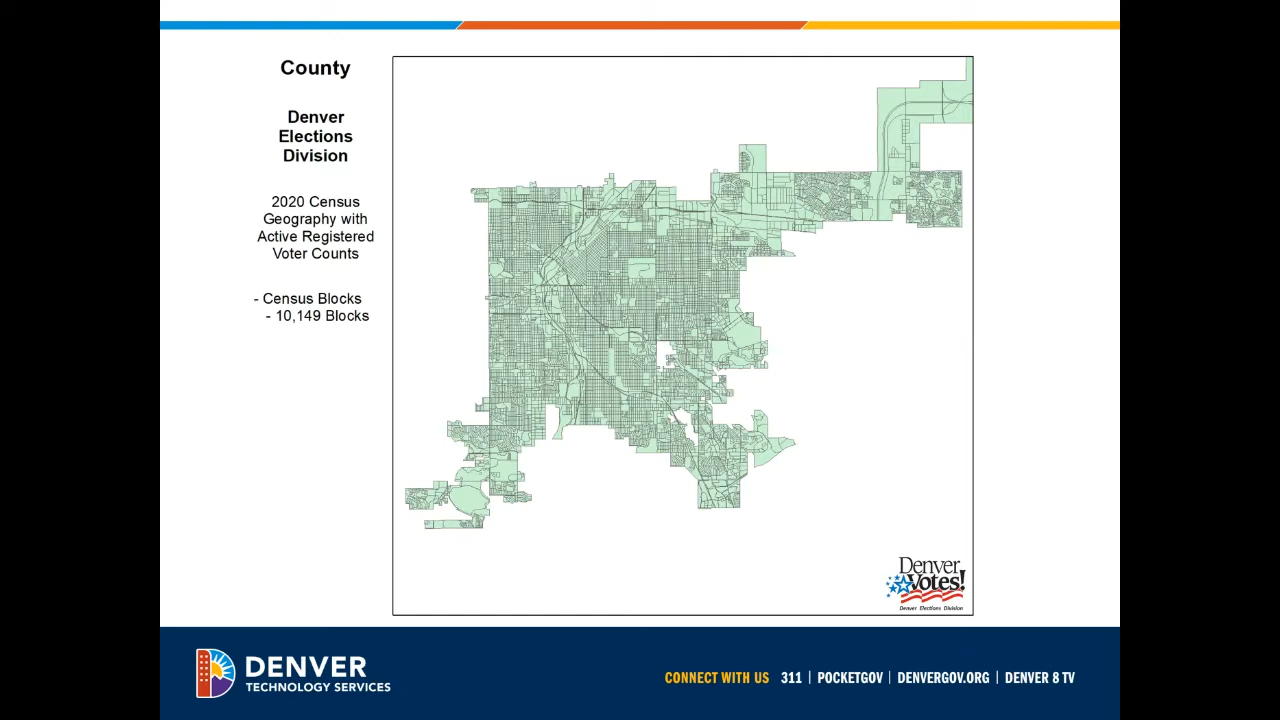 County
Denver
Elections
Division
2020 Census
Geography with
Active Registered
Voter Counts
- Census Blocks
- 10,149 Blocks
Denver
Votes!
Denver Elections Division
DENVER
TECHNOLOGY SERVICES
CONNECT WITH US 311 | POCKETGOV | DENVERGOV.ORG | DENVER 8 TV